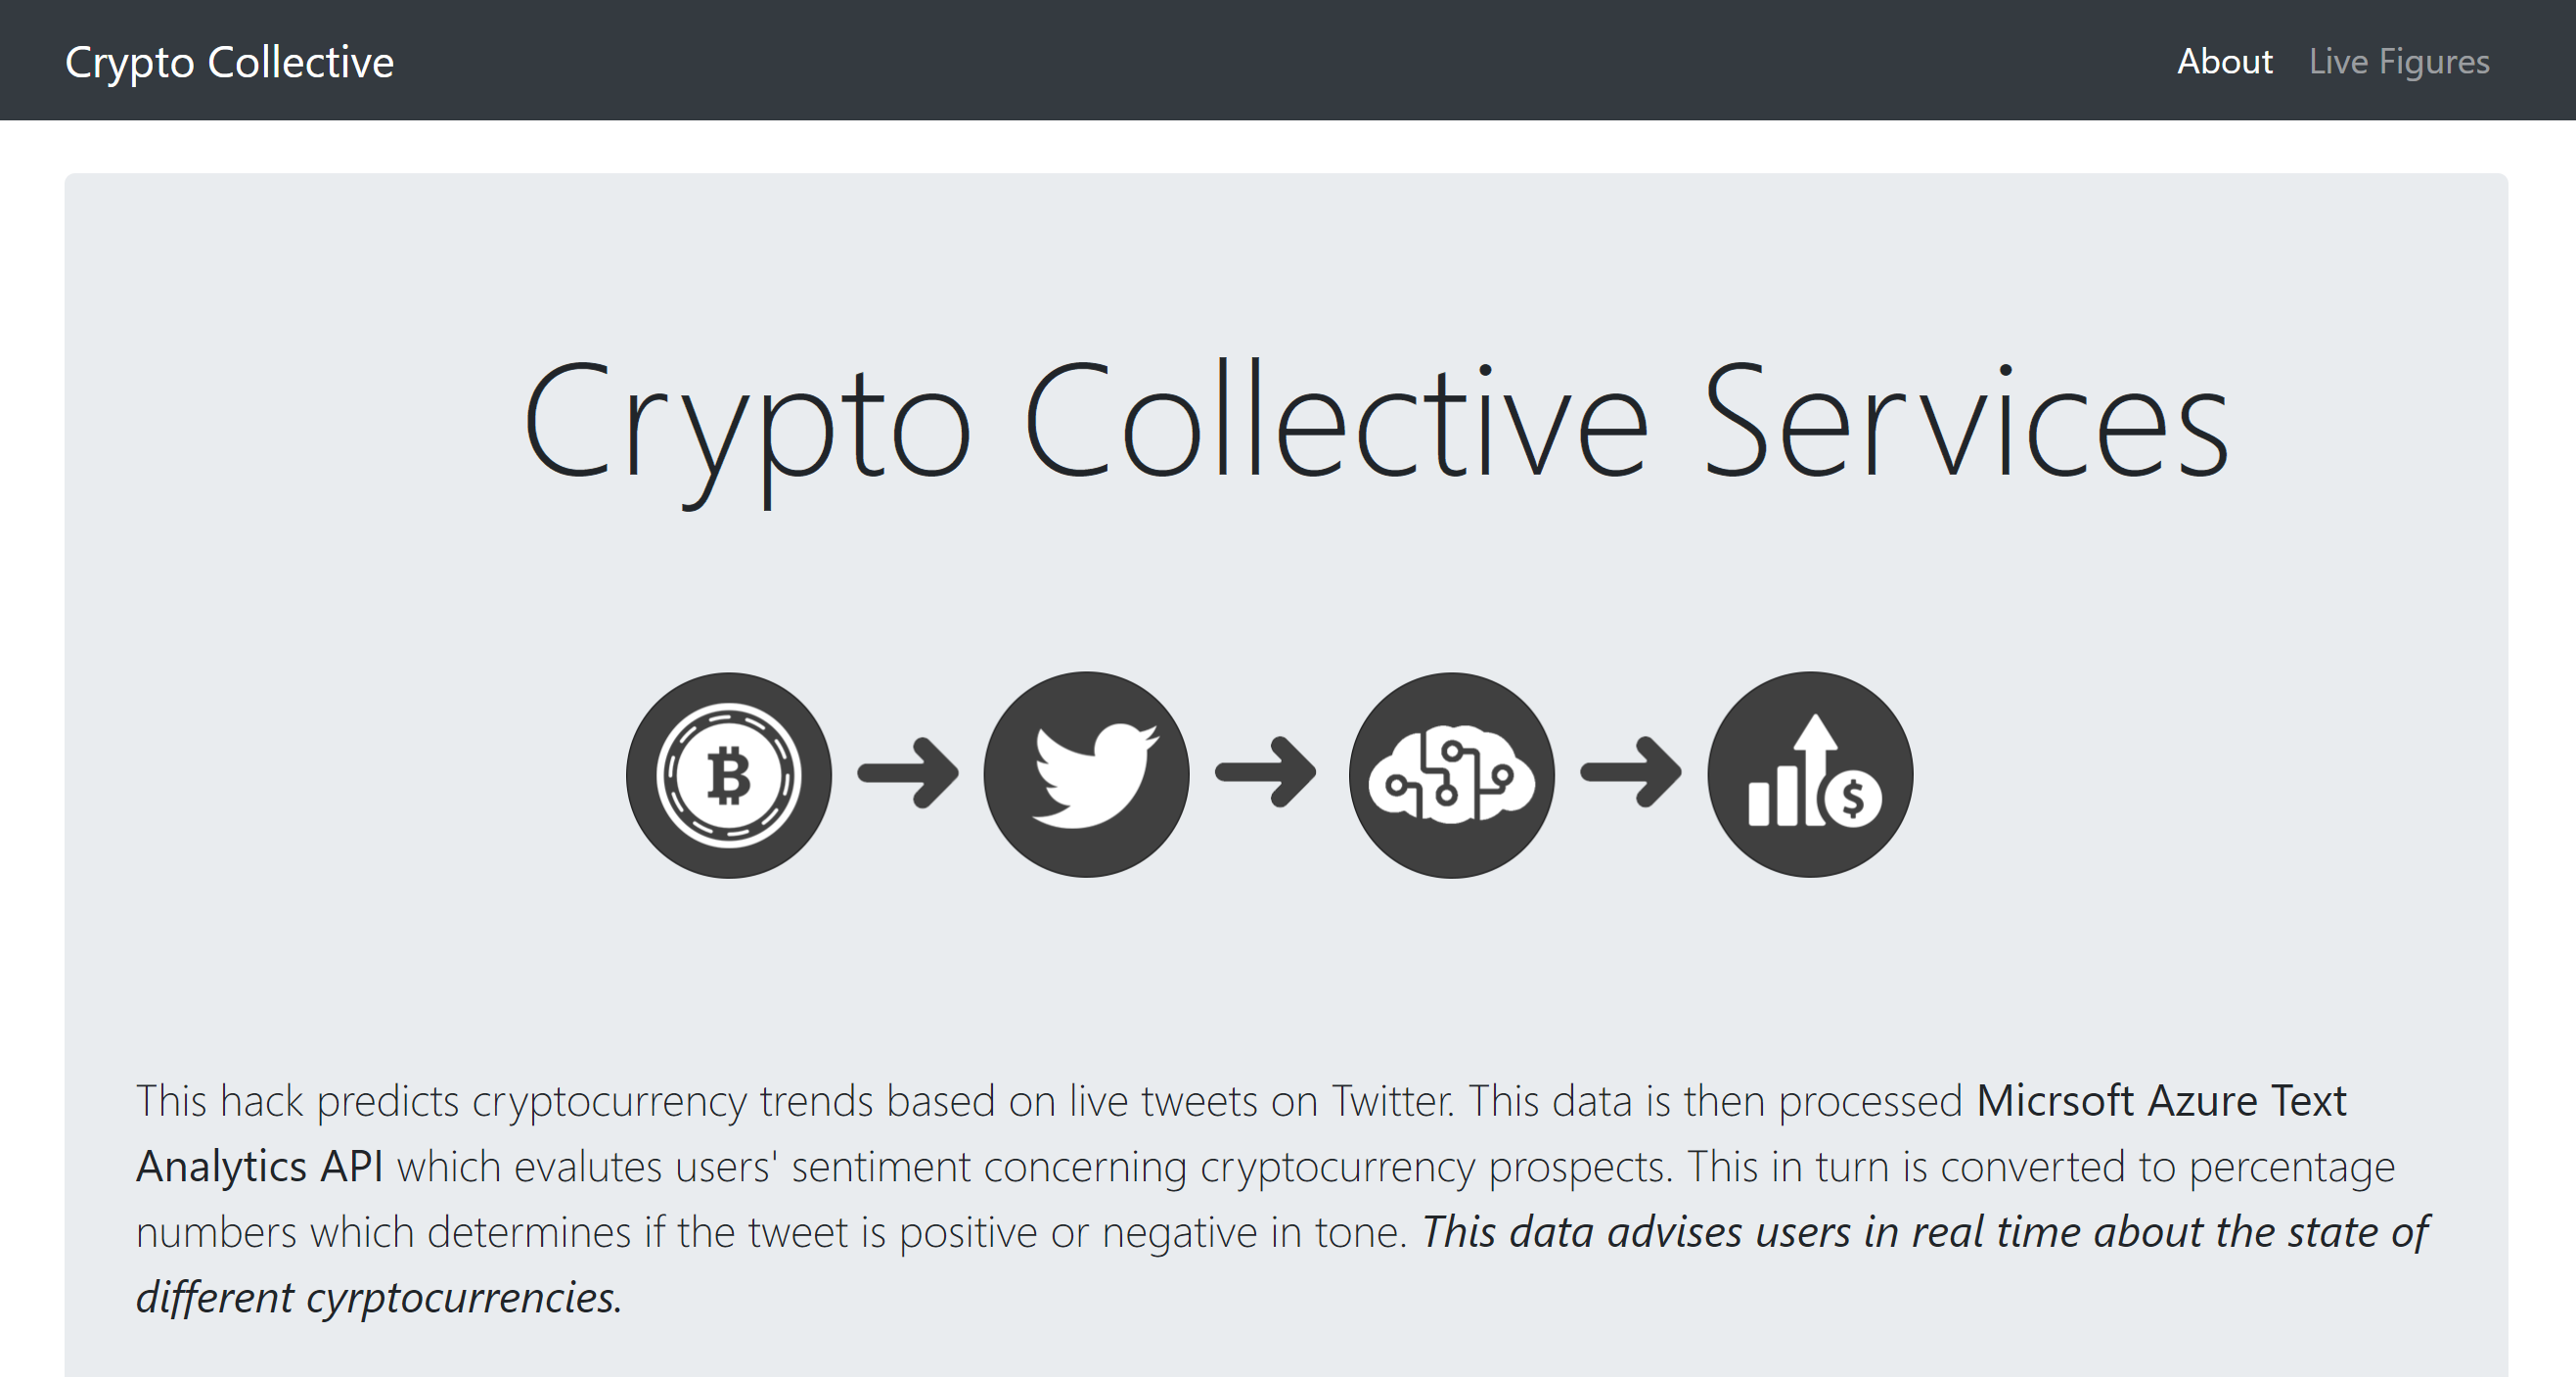 Crypto Collective
About Live Figures
Crypto Collective Services
This hack predicts cryptocurrency trends based on live tweets on Twitter. This data is then processed Micrsoft Azure Text
Analytics API which evalutes users' sentiment concerning cryptocurrency prospects. This in turn is converted to percentage
numbers which determines if the tweet is positive or negative in tone. This data advises users in real time about the state of
different cyrptocurrencies.